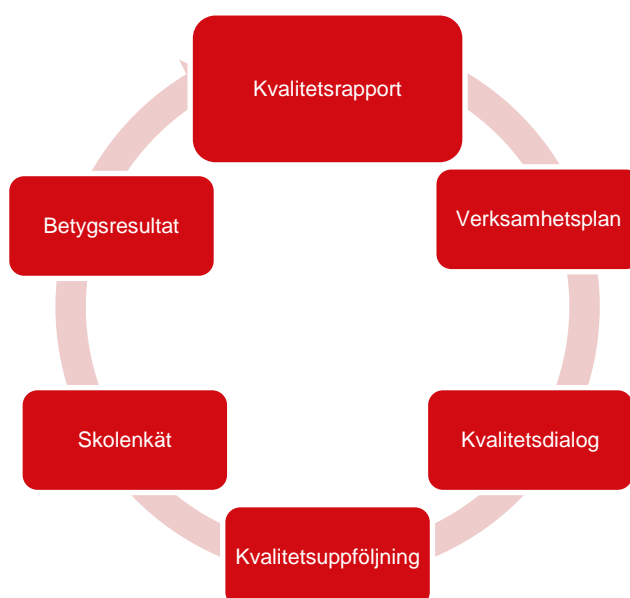 Kvalitetsrapport
Verksamhetsplan
Kvalitetsdialog
Kvalitetsuppföljning
Skolenkät
Betygsresultat